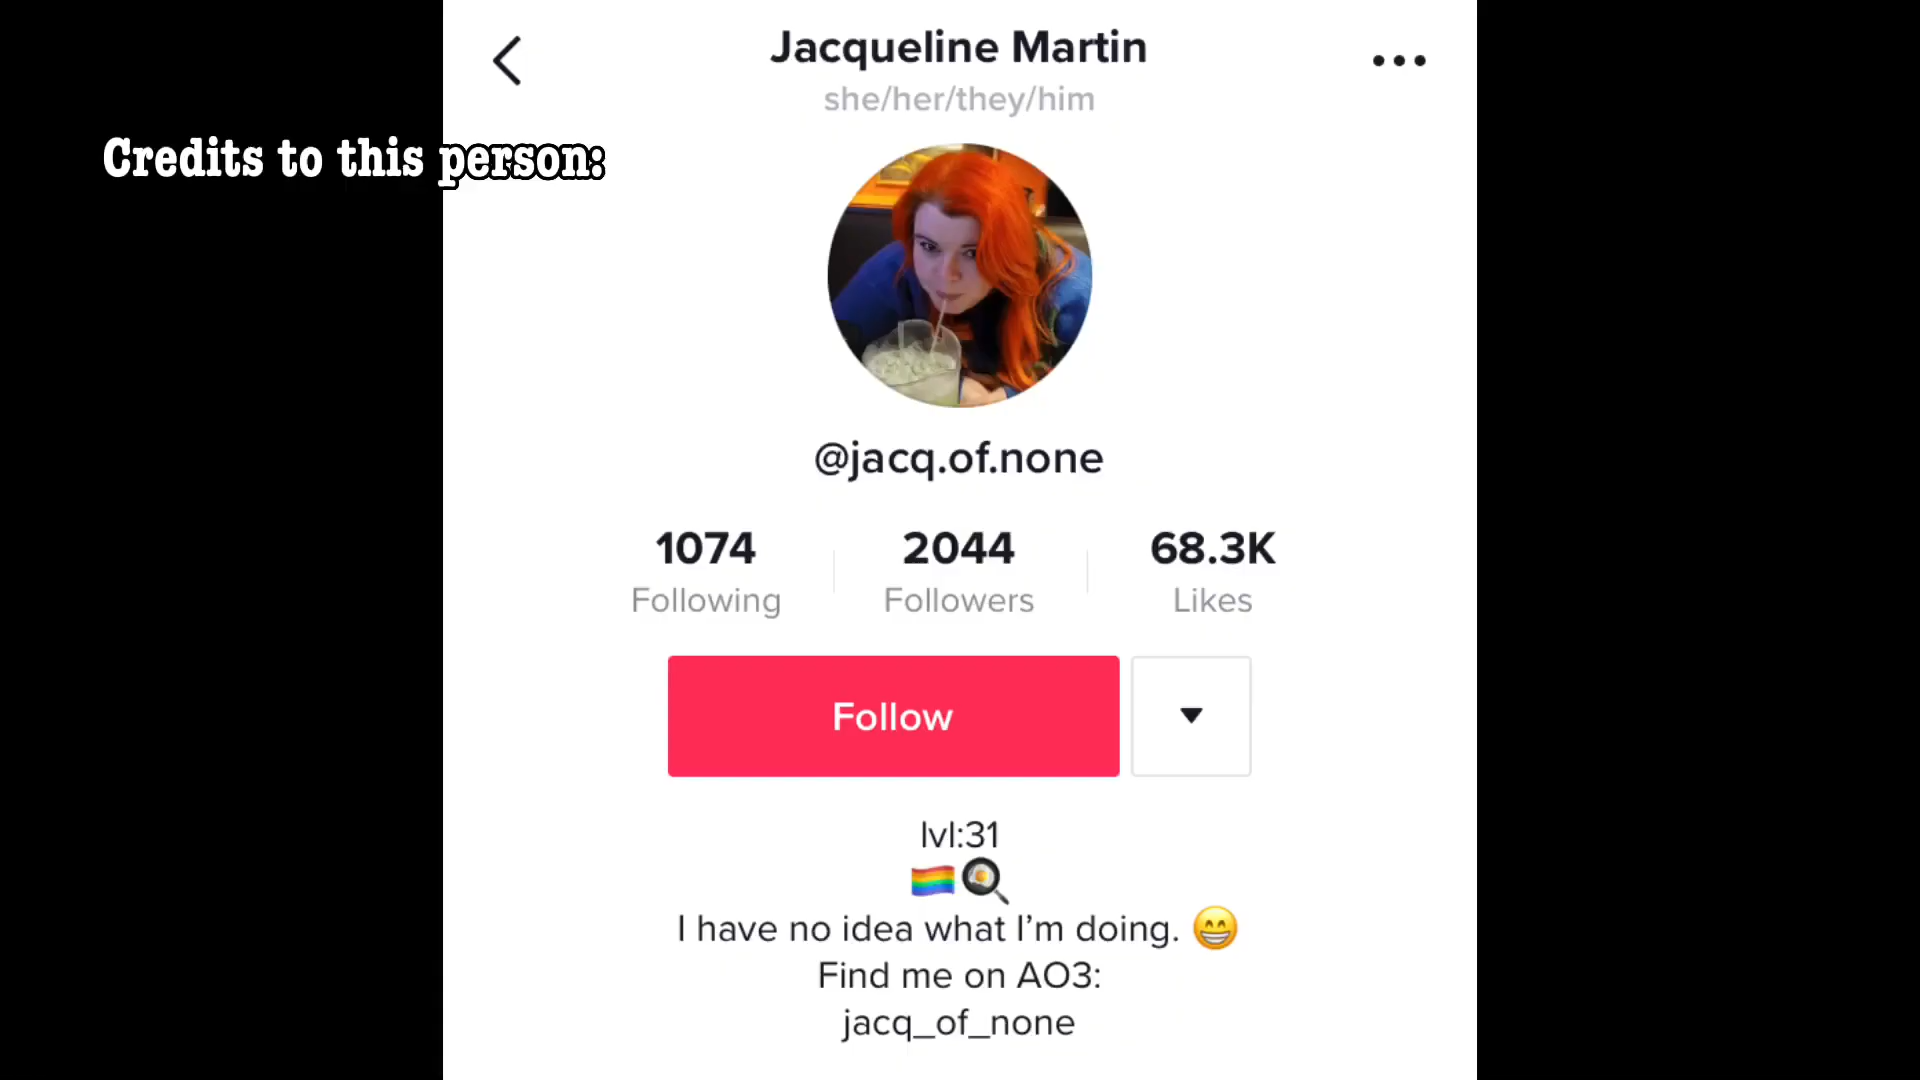 Jacqueline Martin
she/her/they/him
Credits to this person:
@jacq.of.none
1074 2044 68.3K
Following Followers Likes
Follow
lvl:31
🏳️‍🌈🍳
I have no idea what I'm doing. 😁
Find me on AO3:
jacq_of_none